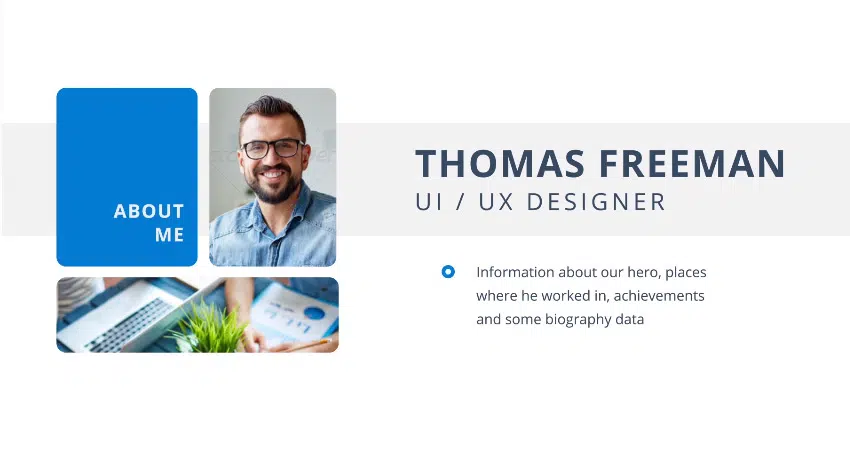 ABOUT
ME
THOMAS FREEMAN
UI / UX DESIGNER
Information about our hero, places
where he worked in, achievements
and some biography data